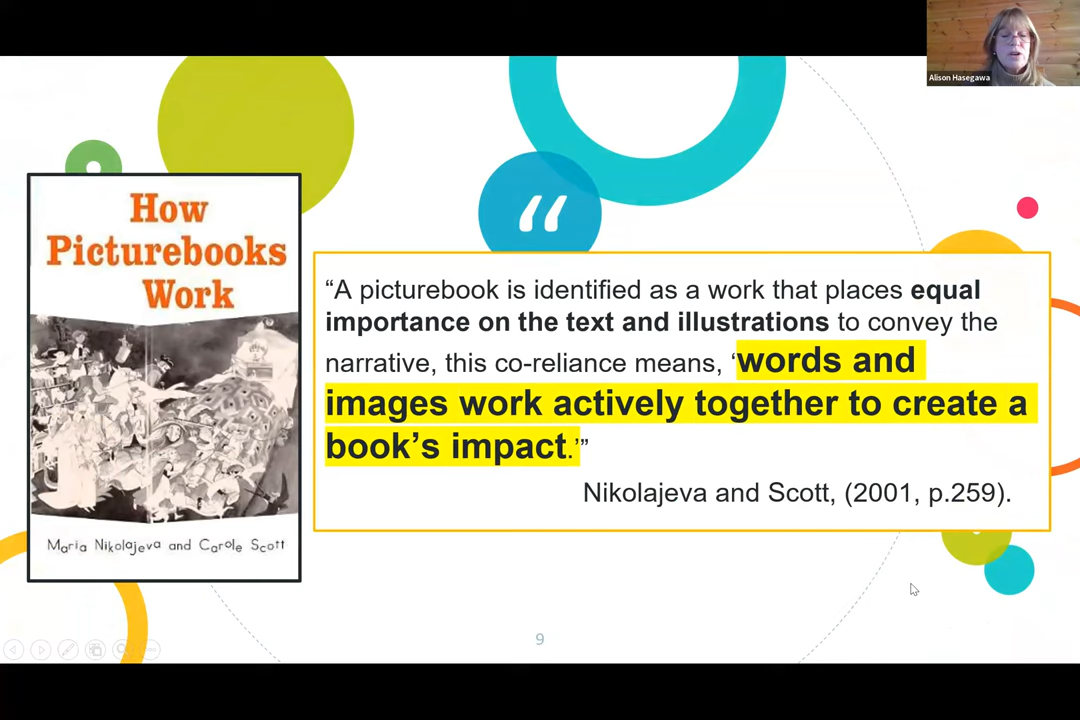 Alison Hasegawa
How
Picturebooks
Work
Maria Nikolajeva and Carole Scott
“
“A picturebook is identified as a work that places equal
importance on the text and illustrations to convey the
narrative, this co-reliance means, ‘words and
images work actively together to create a
book’s impact.’”
Nikolajeva and Scott, (2001, p.259).
9